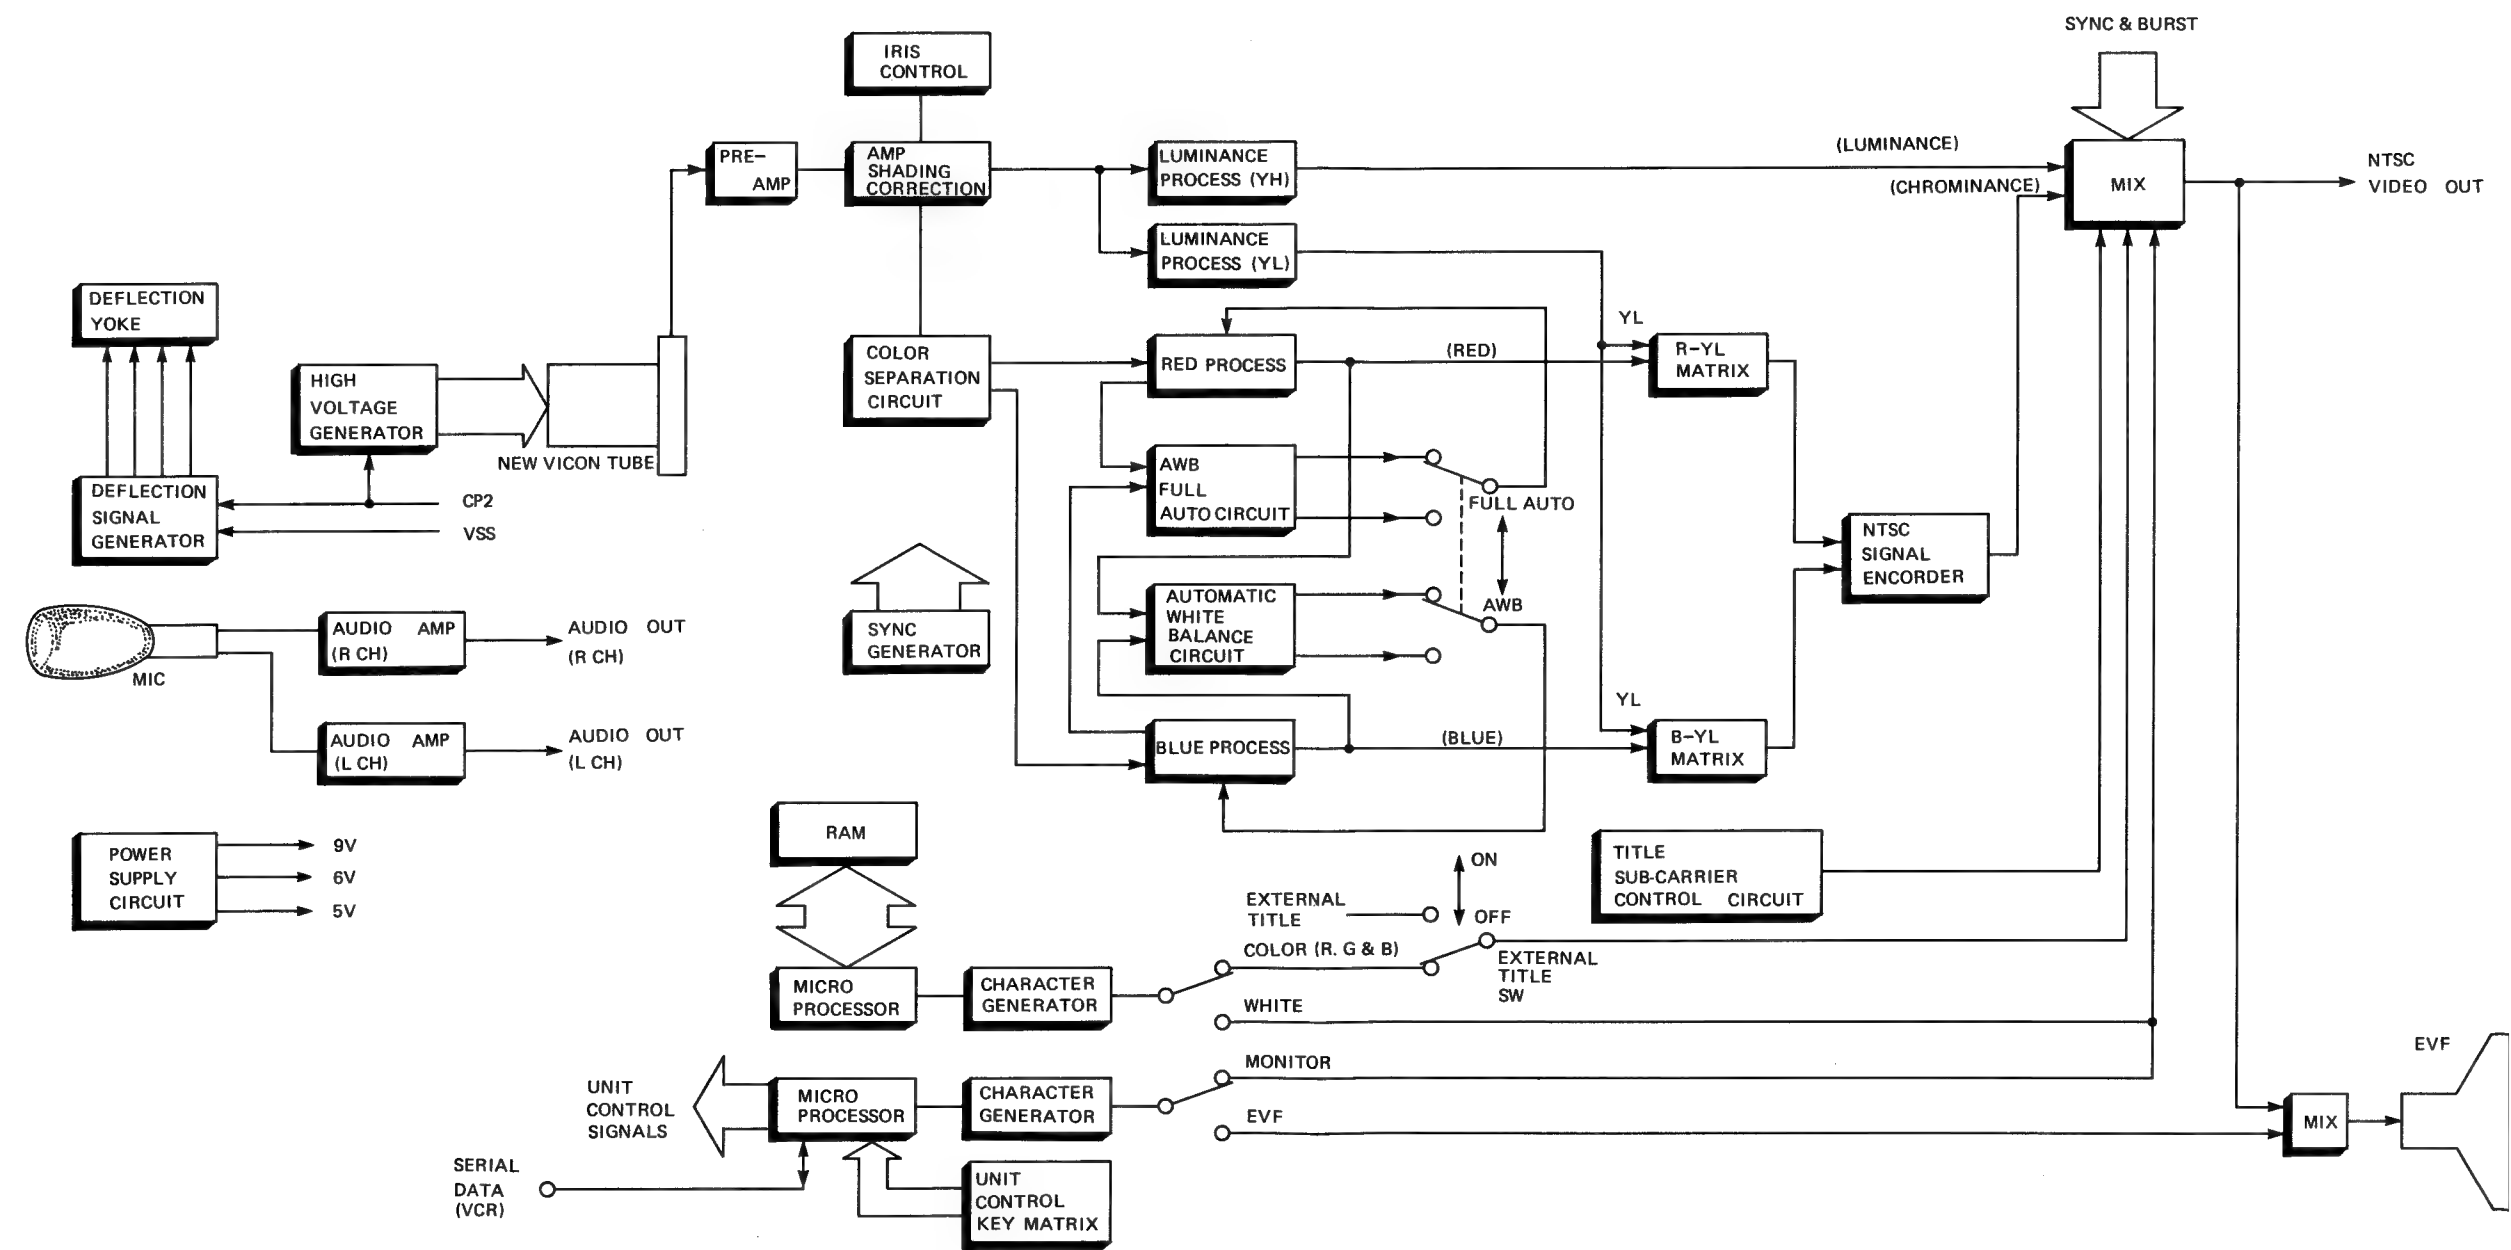 SYNC & BURST
IRIS
CONTROL
PRE-
AMP
AMP
SHADING
CORRECTION
LUMINANCE
PROCESS (YH)
(LUMINANCE)
(CHROMINANCE)
MIX
NTSC
VIDEO OUT
LUMINANCE
PROCESS (YL)
DEFLECTION
YOKE
HIGH
VOLTAGE
GENERATOR
NEW VICON TUBE
DEFLECTION
SIGNAL
GENERATOR
CP2
VSS
COLOR
SEPARATION
CIRCUIT
RED PROCESS
(RED)
YL
R-YL
MATRIX
AWB
FULL
AUTO CIRCUIT
FULL AUTO
AWB
AUTOMATIC
WHITE
BALANCE
CIRCUIT
NTSC
SIGNAL
ENCORDER
SYNC
GENERATOR
MIC
AUDIO AMP
(R CH)
AUDIO OUT
(R CH)
AUDIO AMP
(L CH)
AUDIO OUT
(L CH)
BLUE PROCESS
(BLUE)
YL
B-YL
MATRIX
POWER
SUPPLY
CIRCUIT
9V
6V
5V
RAM
TITLE
SUB-CARRIER
CONTROL CIRCUIT
ON
OFF
EXTERNAL
TITLE
COLOR (R. G & B)
EXTERNAL
TITLE
SW
MICRO
PROCESSOR
CHARACTER
GENERATOR
WHITE
MONITOR
EVF
UNIT
CONTROL
SIGNALS
MICRO
PROCESSOR
CHARACTER
GENERATOR
EVF
MIX
SERIAL
DATA
(VCR)
UNIT
CONTROL
KEY MATRIX